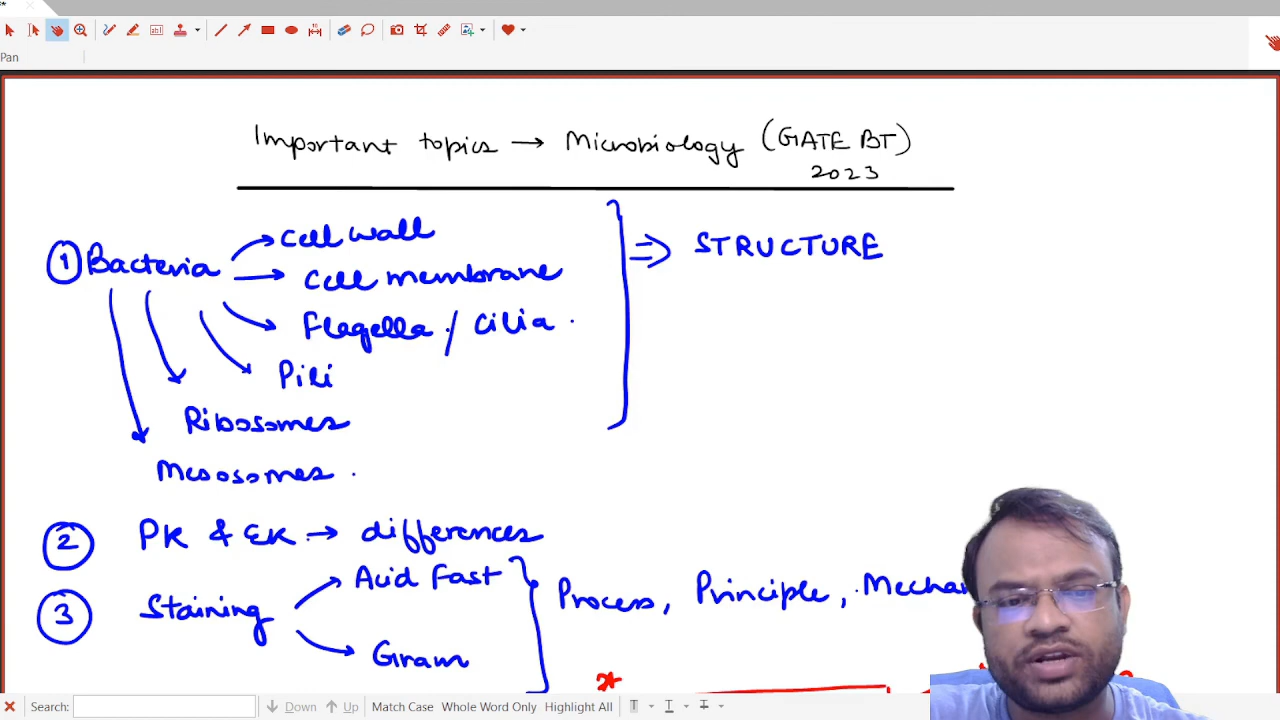 Pan
Important topics → Microbiology (GATE BT)
2023
① Bacteria
Cell wall
Cell membrane
Flagella / Cilia .
Pili
Ribosomes
Mesosomes .
⇒ STRUCTURE
② PK & EK → differences
③ Staining
Acid Fast
Gram
Process, Principle, Mechan
*
Search:
Down
Up
Match Case
Whole Word Only
Highlight All